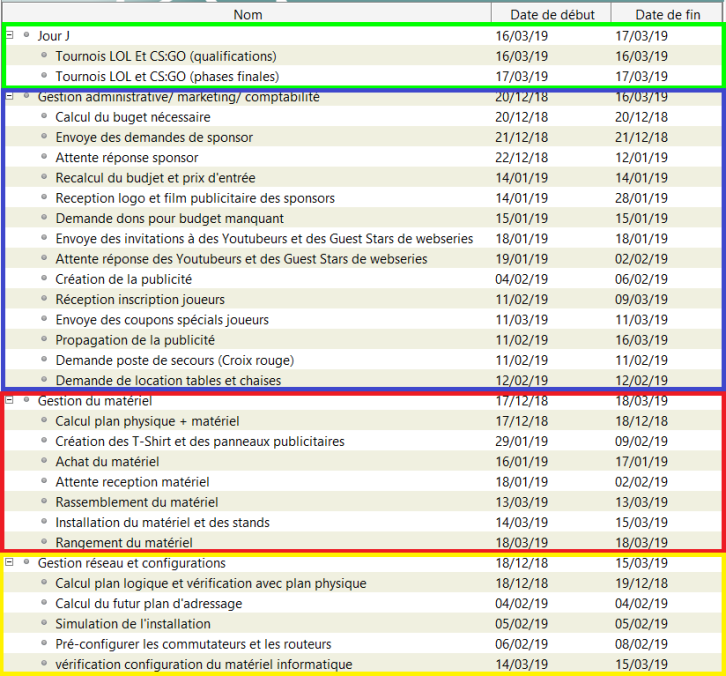 Nom Date de début Date de fin
Jour J 16/03/19 17/03/19
Tournois LOL Et CS:GO (qualifications) 16/03/19 16/03/19
Tournois LOL et CS:GO (phases finales) 17/03/19 17/03/19
Gestion administrative/ marketing/ comptabilité 20/12/18 16/03/19
Calcul du buget nécessaire 20/12/18 20/12/18
Envoye des demandes de sponsor 21/12/18 21/12/18
Attente réponse sponsor 22/12/18 12/01/19
Recalcul du budjet et prix d'entrée 14/01/19 14/01/19
Reception logo et film publicitaire des sponsors 14/01/19 28/01/19
Demande dons pour budget manquant 15/01/19 15/01/19
Envoye des invitations à des Youtubeurs et des Guest Stars de webseries 18/01/19 18/01/19
Attente réponse des Youtubeurs et des Guest Stars de webseries 19/01/19 02/02/19
Création de la publicité 04/02/19 06/02/19
Réception inscription joueurs 11/02/19 09/03/19
Envoye des coupons spécials joueurs 11/03/19 11/03/19
Propagation de la publicité 11/02/19 16/03/19
Demande poste de secours (Croix rouge) 11/02/19 11/02/19
Demande de location tables et chaises 12/02/19 12/02/19
Gestion du matériel 17/12/18 18/03/19
Calcul plan physique + matériel 17/12/18 18/12/18
Création des T-Shirt et des panneaux publicitaires 29/01/19 09/02/19
Achat du matériel 16/01/19 17/01/19
Attente reception matériel 18/01/19 02/02/19
Rassemblement du matériel 13/03/19 13/03/19
Installation du matériel et des stands 14/03/19 15/03/19
Rangement du matériel 18/03/19 18/03/19
Gestion réseau et configurations 18/12/18 15/03/19
Calcul plan logique et vérification avec plan physique 18/12/18 19/12/18
Calcul du futur plan d'adressage 04/02/19 04/02/19
Simulation de l'installation 05/02/19 05/02/19
Pré-configurer les commutateurs et les routeurs 06/02/19 08/02/19
vérification configuration du matériel informatique 14/03/19 15/03/19